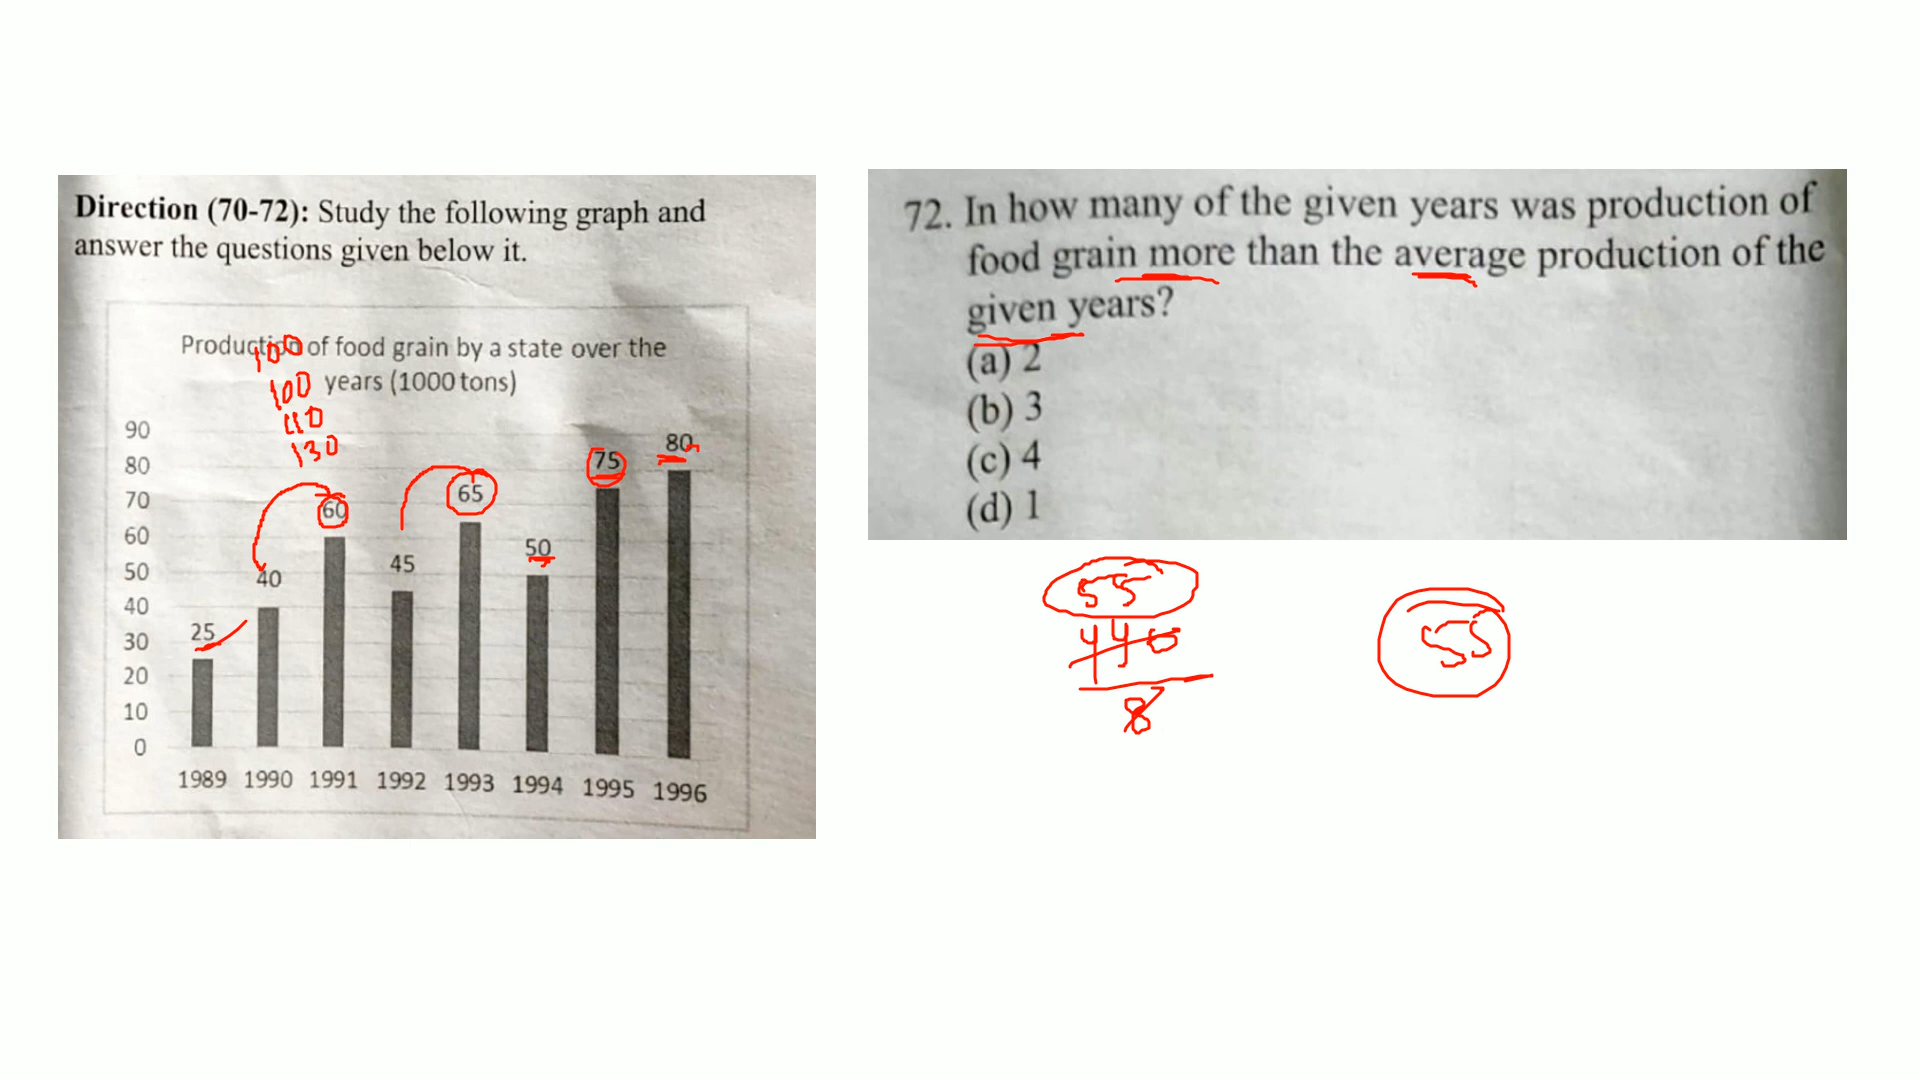 Direction (70-72): Study the following graph and
answer the questions given below it.
Production of food grain by a state over the
years (1000 tons)
100
100
110
130
90
80
70
60
50
40
30
20
10
0
25
40
60
45
65
50
75
80
1989 1990 1991 1992 1993 1994 1995 1996
72. In how many of the given years was production of
food grain more than the average production of the
given years?
(a) 2
(b) 3
(c) 4
(d) 1
55
440
8
55